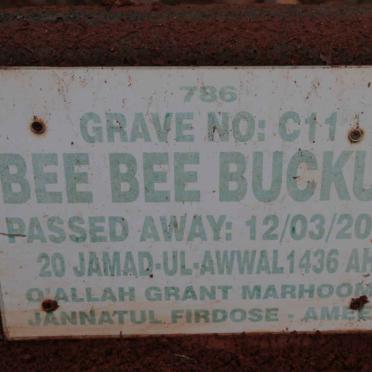 786
GRAVE NO: C11
BEE BEE BUCKU
PASSED AWAY: 12/03/20
20 JAMAD-UL-AWWAL1436 AH
O'ALLAH GRANT MARHOOM
JANNATUL FIRDOSE - AMEE